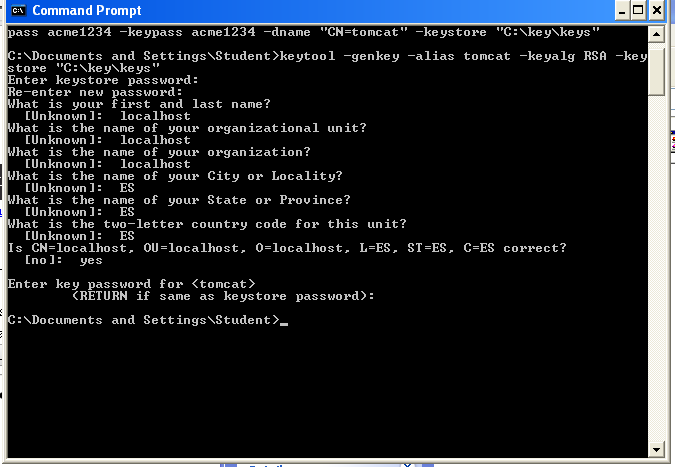 Command Prompt
pass acme1234 -keypass acme1234 -dname "CN=tomcat" -keystore "C:\key\keys"
C:\Documents and Settings\Student>keytool -genkey -alias tomcat -keyalg RSA -key
store "C:\key\keys"
Enter keystore password:
Re-enter new password:
What is your first and last name?
[Unknown]:  localhost
What is the name of your organizational unit?
[Unknown]:  localhost
What is the name of your organization?
[Unknown]:  localhost
What is the name of your City or Locality?
[Unknown]:  ES
What is the name of your State or Province?
[Unknown]:  ES
What is the two-letter country code for this unit?
[Unknown]:  ES
Is CN=localhost, OU=localhost, O=localhost, L=ES, ST=ES, C=ES correct?
[no]:  yes
Enter key password for <tomcat>
(RETURN if same as keystore password):
C:\Documents and Settings\Student>_